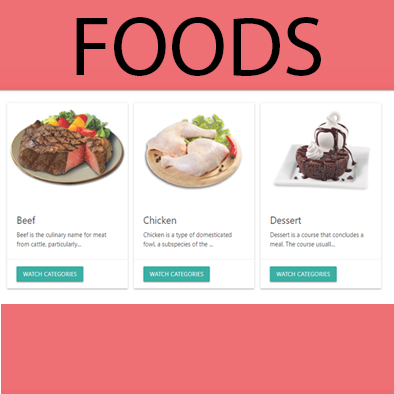 FOODS
Beef
Beef is the culinary name for meat
from cattle, particularly...
WATCH CATEGORIES
Chicken
Chicken is a type of domesticated
fowl, a subspecies of the ...
WATCH CATEGORIES
Dessert
Dessert is a course that concludes a
meal. The course usuall...
WATCH CATEGORIES